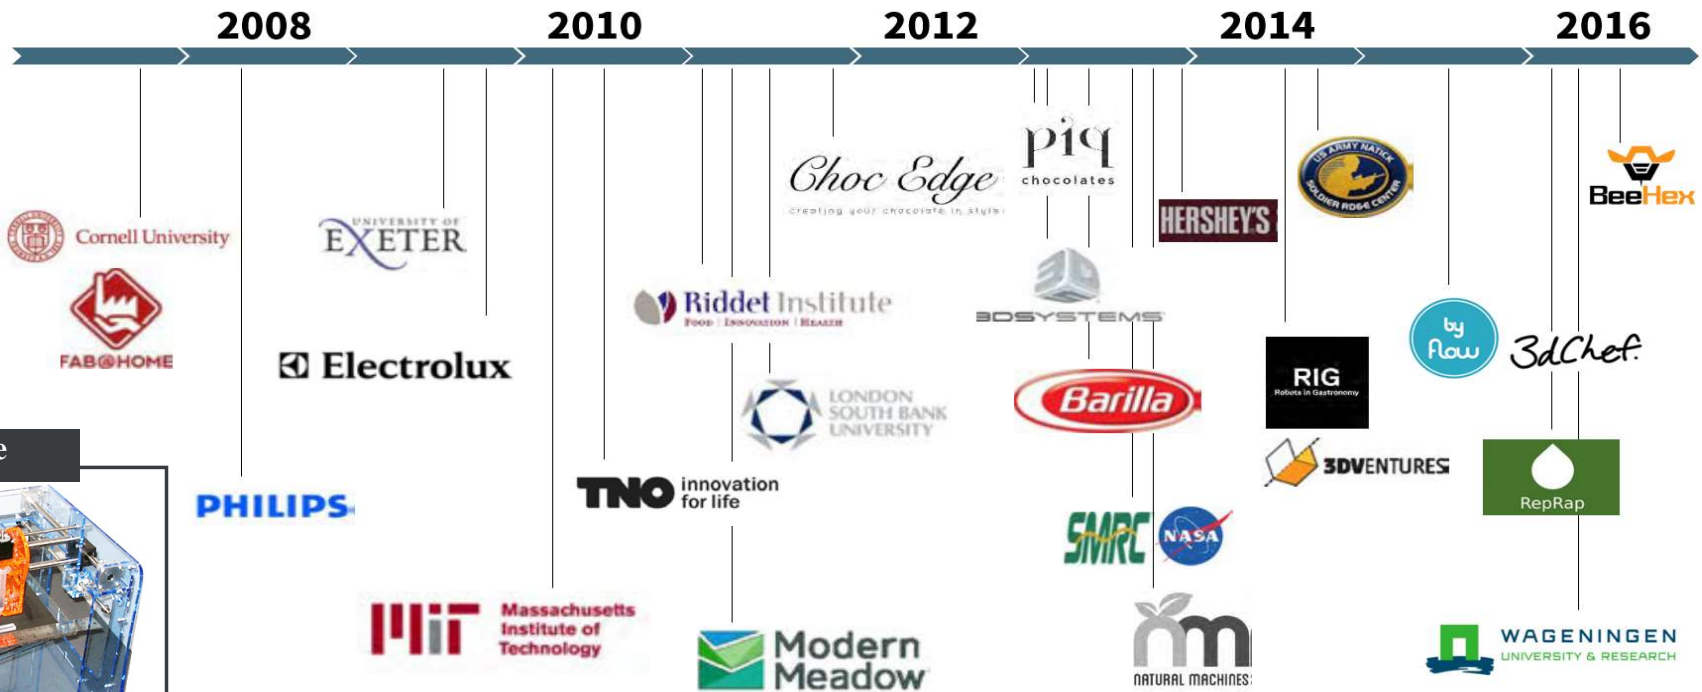 2008 2010 2012 2014 2016
Cornell University
FAB@HOME
PHILIPS
UNIVERSITY OF
EXETER
Electrolux
MIT Massachusetts
Institute of
Technology
TNO innovation
for life
Riddet Institute
FOOD | INNOVATION | HEALTH
Modern
Meadow
LONDON
SOUTH BANK
UNIVERSITY
Choc Edge
creating your chocolate in style
piq
chocolates
3DSYSTEMS
Barilla
SMRC NASA
nm
NATURAL MACHINES
HERSHEY'S
RIG
Robots in Gastronomy
3DVENTURES
US ARMY NATICK
SOLDIER RD&E CENTER
by
flow
3dChef
RepRap
WAGENINGEN
UNIVERSITY & RESEARCH
BeeHex